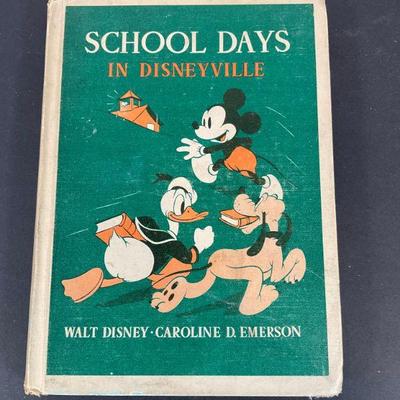 SCHOOL DAYS
IN DISNEYVILLE
WALT DISNEY · CAROLINE D. EMERSON